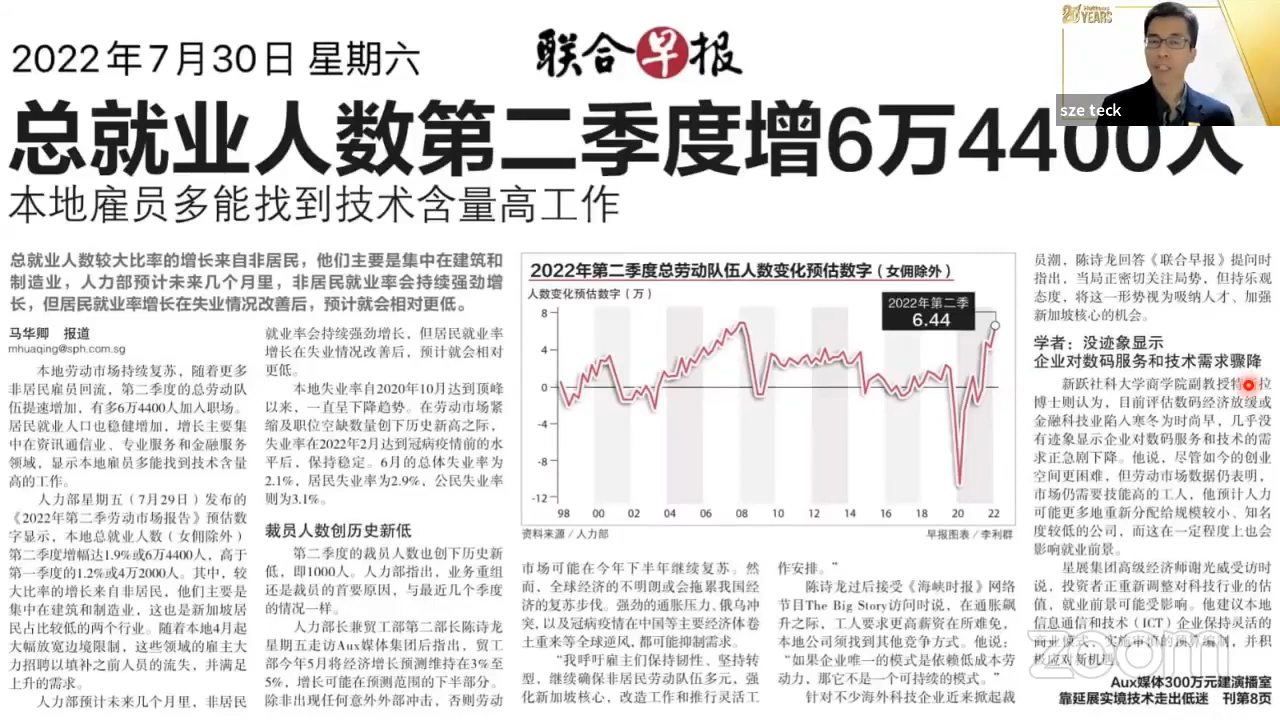 2022年7月30日 星期六
联合早报
20 YEARS
sze teck
总就业人数第二季度增6万4400人
本地雇员多能找到技术含量高工作
总就业人数较大比率的增长来自非居民，他们主要是集中在建筑和
制造业，人力部预计未来几个月里，非居民就业率会持续强劲增
长，但居民就业率增长在失业情况改善后，预计就会相对更低。
马华卿 报道
mhuaqing@sph.com.sg
本地劳动市场持续复苏，随着更多
非居民雇员回流，第二季度的总劳动队
伍提速增加，有多6万4400人加入职场。
居民就业人口也稳健增加，增长主要集
中在资讯通信业、专业服务和金融服务
领域，显示本地雇员多能找到技术含量
高的工作。
人力部星期五（7月29日）发布的
《2022年第二季劳动市场报告》预估数
字显示，本地总就业人数（女佣除外）
第二季度增幅达1.9%或6万4400人，高于
第一季度的1.2%或4万2000人。其中，较
大比率的增长来自非居民，他们主要是
集中在建筑和制造业，这也是新加坡居
民占比较低的两个行业。随着本地4月起
大幅放宽边境限制，这些领域的雇主大
力招聘以填补之前人员的流失，并满足
上升的需求。
人力部预计未来几个月里，非居民
就业率会持续强劲增长，但居民就业率
增长在失业情况改善后，预计就会相对
更低。
本地失业率自2020年10月达到顶峰
以来，一直呈下降趋势。在劳动市场紧
缩及职位空缺数量创下历史新高之际，
失业率在2022年2月达到冠病疫情前的水
平后，保持稳定。6月的总体失业率为
2.1%，居民失业率为2.9%，公民失业率
则为3.1%。
裁员人数创历史新低
第二季度的裁员人数也创下历史新
低，即1000人。人力部指出，业务重组
还是裁员的首要原因，与最近几个季度
的情况一样。
人力部长兼贸工部第二部长陈诗龙
星期五走访Aux媒体集团后指出，贸工
部今年5月将经济增长预测维持在3%至
5%，增长可能在预测范围的下半部分。
除非出现任何意外外部冲击，否则劳动
2022年第二季度总劳动队伍人数变化预估数字（女佣除外）
人数变化预估数字（万）
2022年第二季
6.44
8
4
0
-4
-8
-12
98 00 02 04 06 08 10 12 14 16 18 20 22
资料来源／人力部 早报图表／李利群
市场可能在今年下半年继续复苏。然
而，全球经济的不明朗或会拖累我国经
济的复苏步伐。强劲的通胀压力、俄乌冲
突，以及冠病疫情在中国等主要经济体卷
土重来等全球逆风，都可能抑制需求。
“我呼吁雇主们保持韧性、坚持转
型，继续确保非居民劳动队伍多元，强
化新加坡核心，改造工作和推行灵活工
作安排。”
陈诗龙过后接受《海峡时报》网络
节目The Big Story访问时说，在通胀飙
升之际，工人要求更高薪资在所难免，
本地公司须找到其他竞争方式。他说：
“如果企业唯一的模式是依赖低成本劳
动力，那它不是一个可持续的模式。”
针对不少海外科技企业近来掀起裁
员潮，陈诗龙回答《联合早报》提问时
指出，当局正密切关注局势，但持乐观
态度，将这一形势视为吸纳人才、加强
新加坡核心的机会。
学者：没迹象显示
企业对数码服务和技术需求骤降
新跃社科大学商学院副教授特 拉
博士则认为，目前评估数码经济放缓或
金融科技业陷入寒冬为时尚早，几乎没
有迹象显示企业对数码服务和技术的需
求正急剧下降。他说，尽管如今的创业
空间更困难，但劳动市场数据仍表明，
市场仍需要技能高的工人，他预计人力
可能更多地重新分配给规模较小、知名
度较低的公司，而这在一定程度上也会
影响就业前景。
星展集团高级经济师谢光威受访时
说，投资者正重新调整对科技行业的估
值，就业前景可能受影响。他建议本地
信息通信和技术（ICT）企业保持灵活的
商业模式，实施审慎的预算编制，并积
极应对新机遇。
zoom
Aux媒体300万元建演播室
靠延展实境技术走出低迷 刊第8页